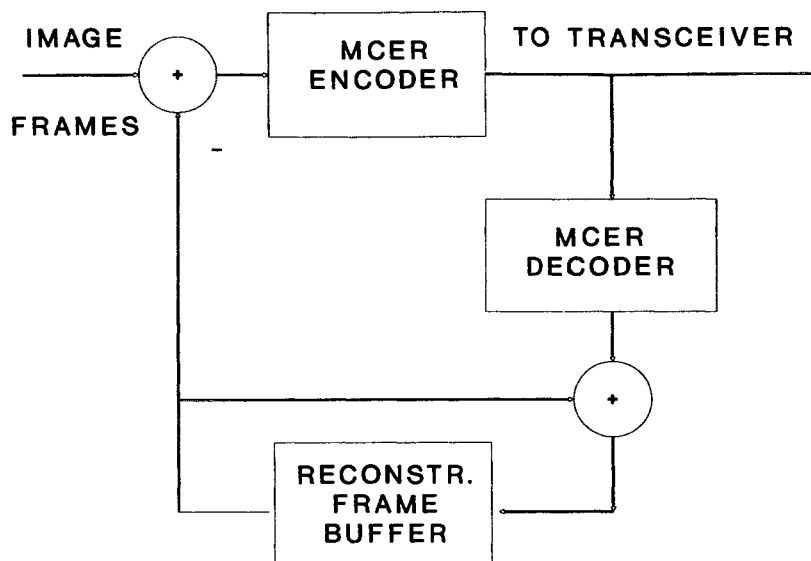 IMAGE
FRAMES
+
-
MCER
ENCODER
TO TRANSCEIVER
MCER
DECODER
+
RECONSTR.
FRAME
BUFFER